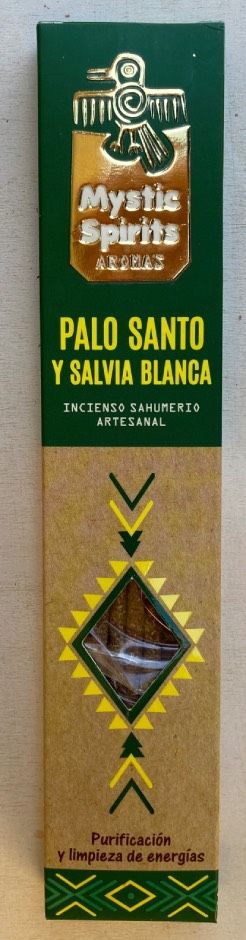 Mystic
Spirits
AROMAS
PALO SANTO
Y SALVIA BLANCA
INCIENSO SAHUMERIO
ARTESANAL
Purificación
y limpieza de energías